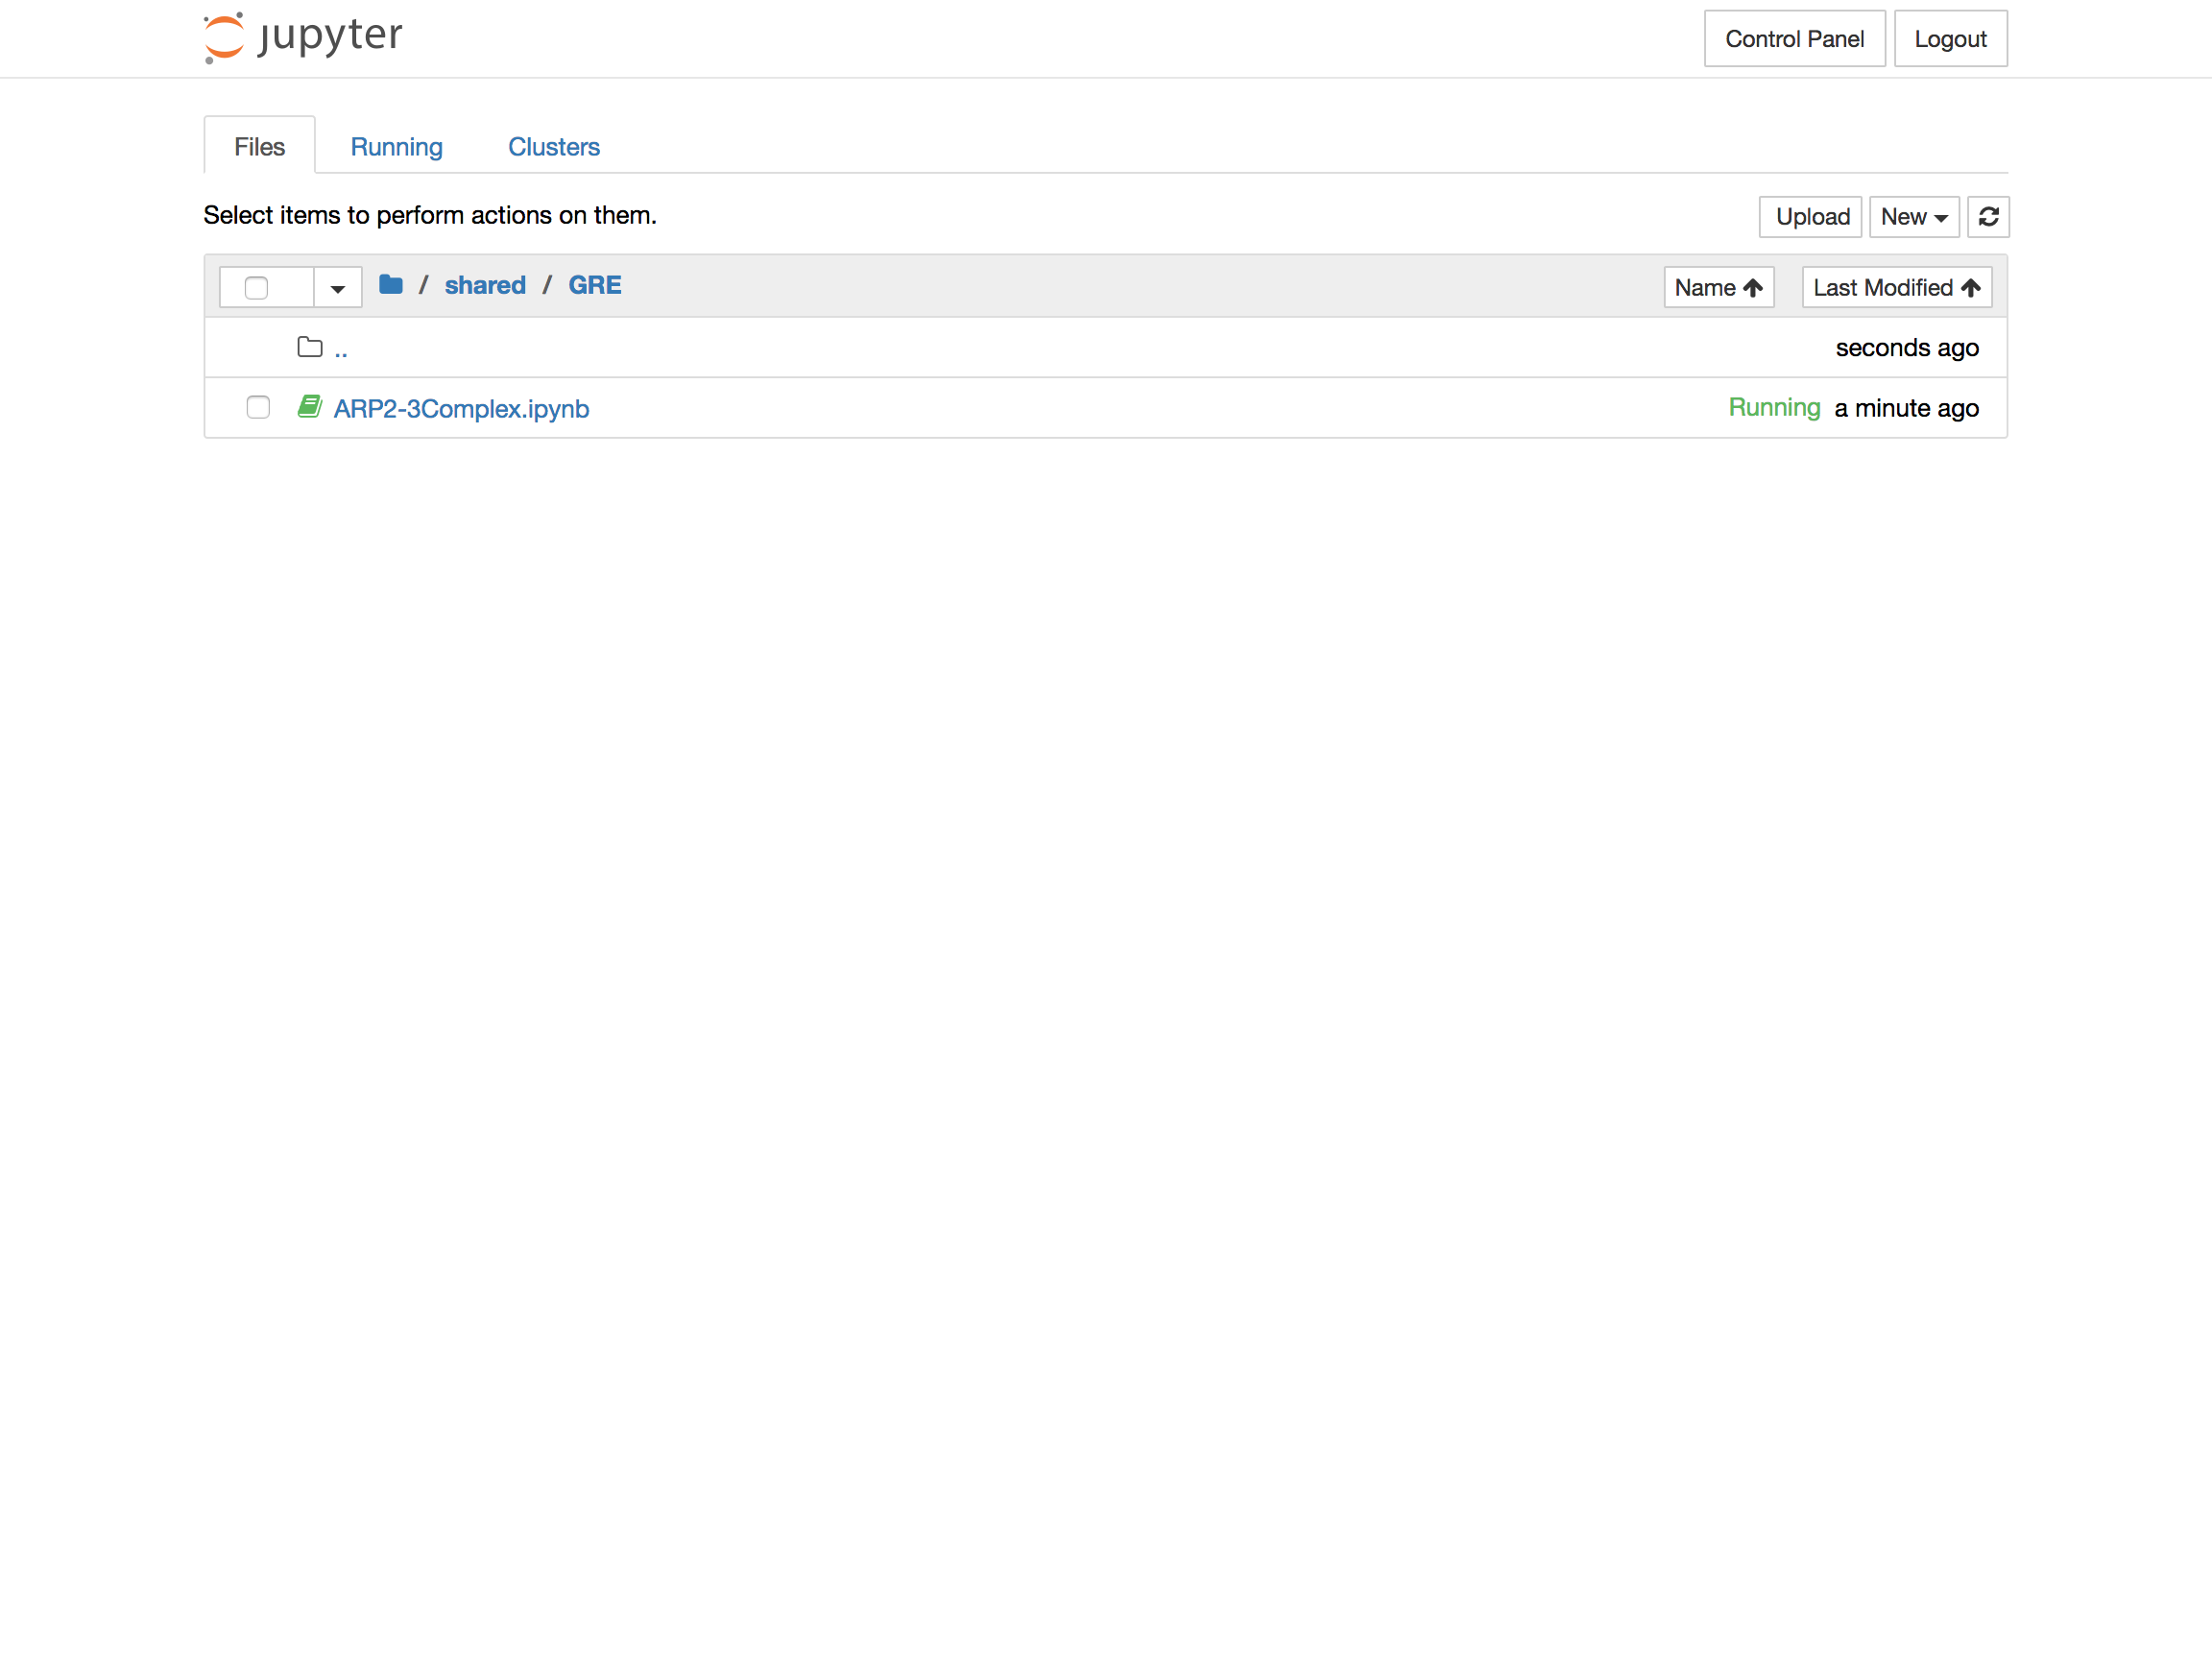 jupyter
Control Panel Logout
Files Running Clusters
Select items to perform actions on them.
Upload New
/ shared / GRE
Name Last Modified
.. seconds ago
ARP2-3Complex.ipynb Running a minute ago